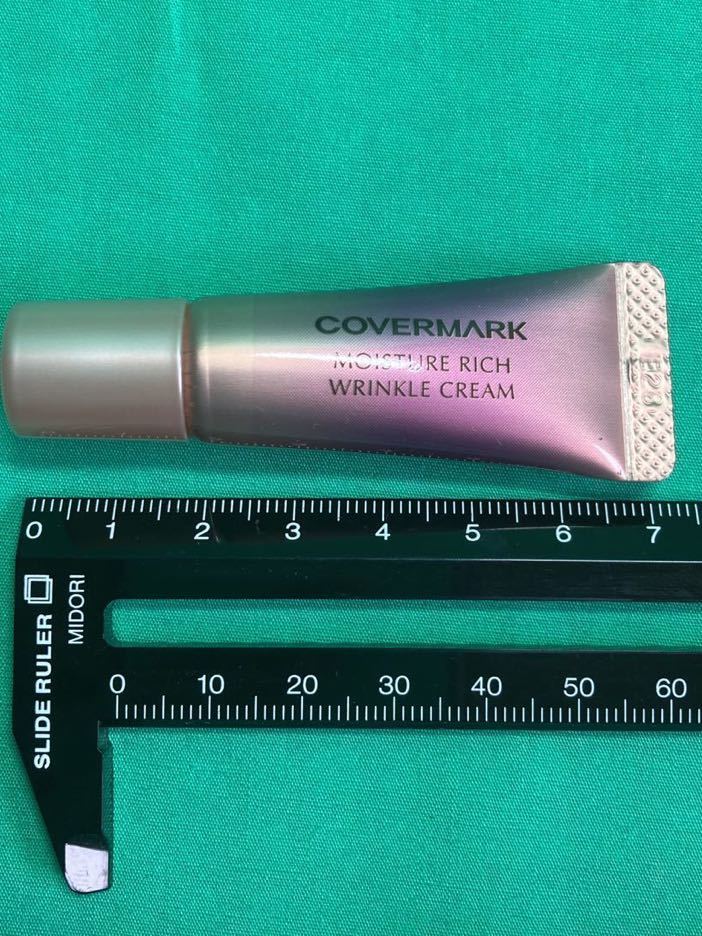 COVERMARK
MOISTURE RICH
WRINKLE CREAM
0 1 2 3 4 5 6 7
SLIDE RULER
MIDORI
0 10 20 30 40 50 60